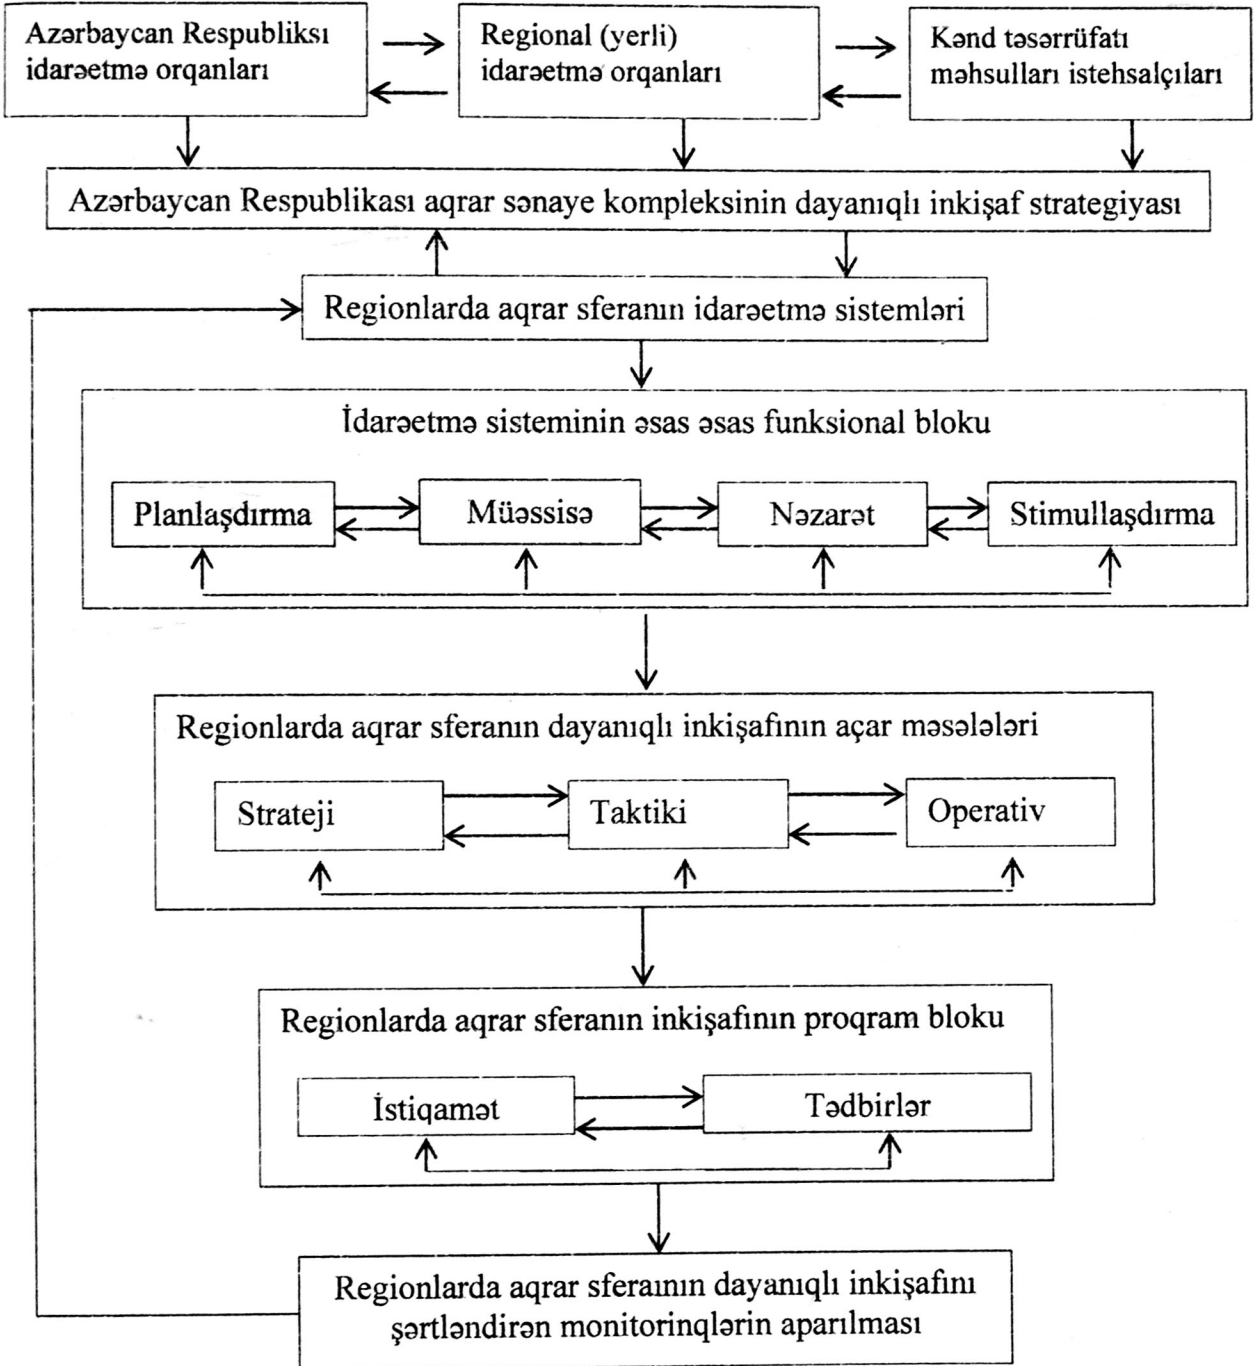 Azərbaycan Respubliksı
idarəetmə orqanları
Regional (yerli)
idarəetmə orqanları
Kənd təsərrüfatı
məhsulları istehsalçıları
Azərbaycan Respublikası aqrar sənaye kompleksinin dayanıqlı inkişaf strategiyası
Regionlarda aqrar sferanın idarəetmə sistemləri
İdarəetmə sisteminin əsas əsas funksional bloku
Planlaşdırma
Müəssisə
Nəzarət
Stimullaşdırma
Regionlarda aqrar sferanın dayanıqlı inkişafının açar məsələləri
Strateji
Taktiki
Operativ
Regionlarda aqrar sferanın inkişafının proqram bloku
İstiqamət
Tədbirlər
Regionlarda aqrar sferaının dayanıqlı inkişafını
şərtləndirən monitorinqlərin aparılması